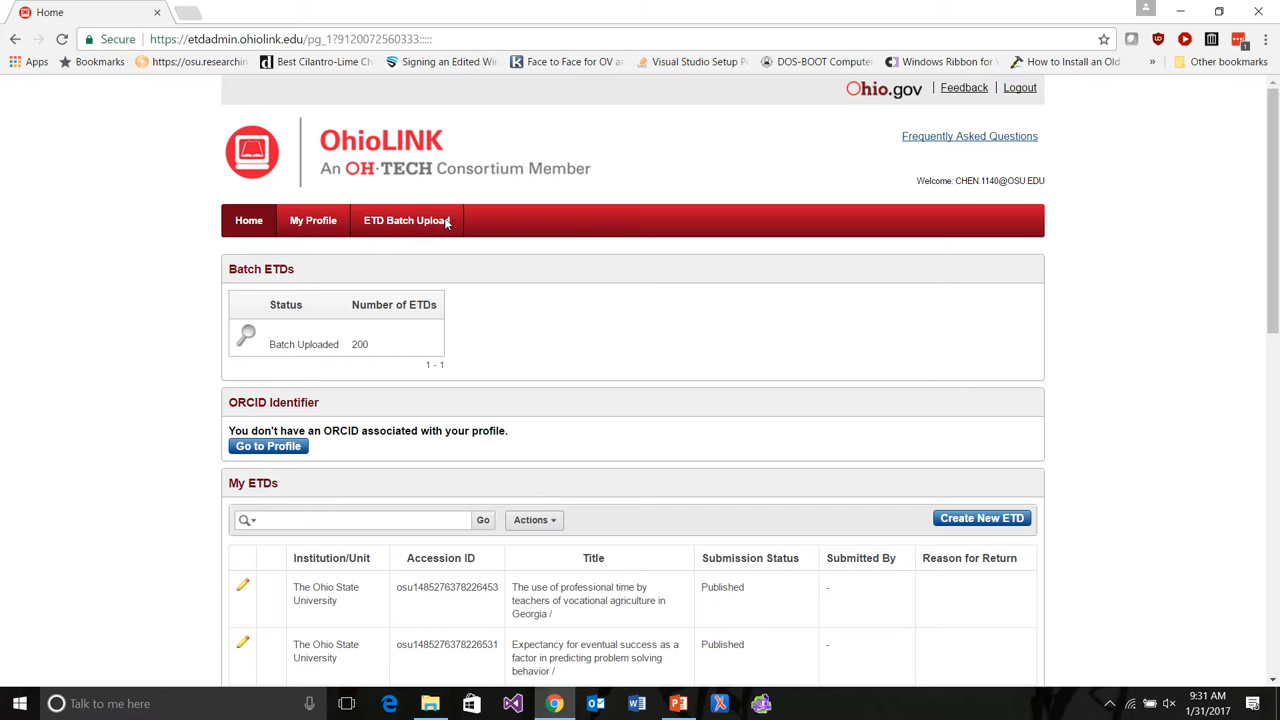 Home
Secure
https://etdadmin.ohiolink.edu/pg_1?9120072560333:::::
Apps
Bookmarks
https://osu.researchin
Best Cilantro-Lime Ch
Signing an Edited Win
Face to Face for OV a
Visual Studio Setup P
DOS-BOOT Computer
Windows Ribbon for
How to Install an Old
»
Other bookmarks
Ohio.gov
Feedback
Logout
OhioLINK
An OH·TECH Consortium Member
Frequently Asked Questions
Welcome: CHEN.1140@OSU.EDU
Home
My Profile
ETD Batch Upload
Batch ETDs
Status
Number of ETDs
Batch Uploaded
200
1 - 1
ORCID Identifier
You don't have an ORCID associated with your profile.
Go to Profile
My ETDs
Go
Actions
Create New ETD
Institution/Unit
Accession ID
Title
Submission Status
Submitted By
Reason for Return
The Ohio State
University
osu1485276378226453
The use of professional time by
teachers of vocational agriculture in
Georgia /
Published
-
The Ohio State
University
osu1485276378226531
Expectancy for eventual success as a
factor in predicting problem solving
behavior /
Published
-
Talk to me here
9:31 AM
1/31/2017